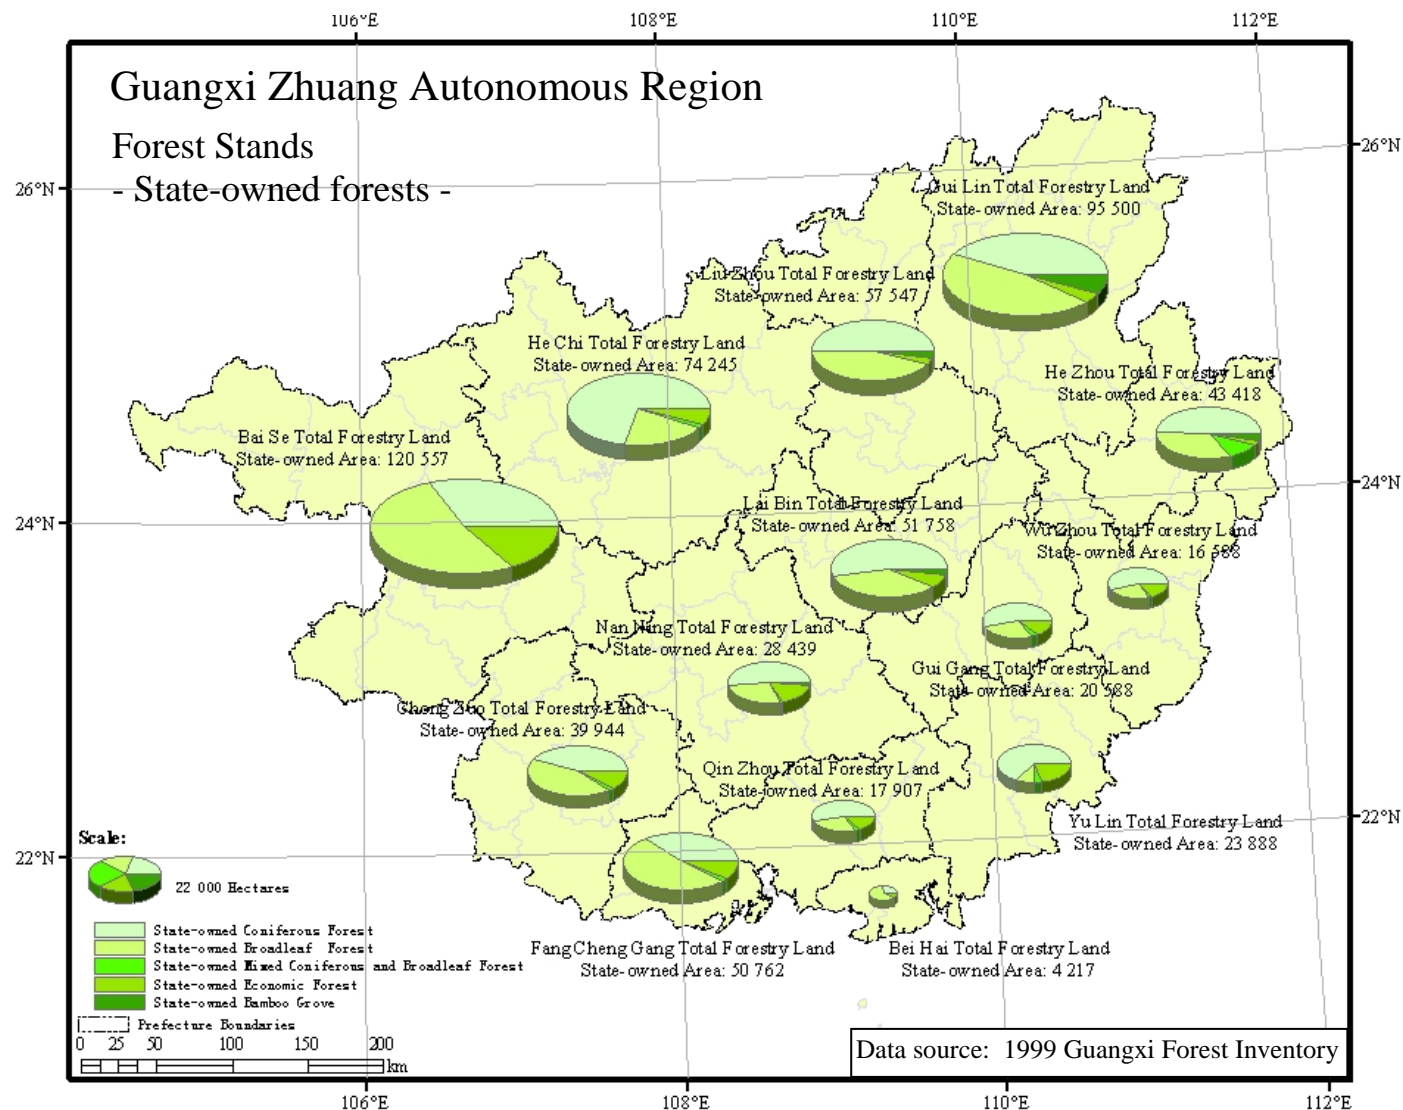 106°E 108°E 110°E 112°E
Guangxi Zhuang Autonomous Region
Forest Stands
- State-owned forests -
26°N
26°N
Gui Lin Total Forestry Land
State-owned Area: 95 500
Liu Zhou Total Forestry Land
State-owned Area: 57 547
He Chi Total Forestry Land
State-owned Area: 74 245
He Zhou Total Forestry Land
State-owned Area: 43 418
Bai Se Total Forestry Land
State-owned Area: 120 557
24°N
24°N
Lai Bin Total Forestry Land
State-owned Area: 51 758
Wu Zhou Total Forestry Land
State-owned Area: 16 588
Nan Ning Total Forestry Land
State-owned Area: 28 439
Gui Gang Total Forestry Land
State-owned Area: 20 588
Chong Zuo Total Forestry Land
State-owned Area: 39 944
Qin Zhou Total Forestry Land
State-owned Area: 17 907
Yu Lin Total Forestry Land
State-owned Area: 23 888
22°N
22°N
Fang Cheng Gang Total Forestry Land
State-owned Area: 50 762
Bei Hai Total Forestry Land
State-owned Area: 4 217
Scale:
22 000 Hectares
State-owned Coniferous Forest
State-owned Broadleaf Forest
State-owned Mixed Coniferous and Broadleaf Forest
State-owned Economic Forest
State-owned Bamboo Grove
Prefecture Boundaries
0 25 50 100 150 200
km
Data source: 1999 Guangxi Forest Inventory
106°E 108°E 110°E 112°E